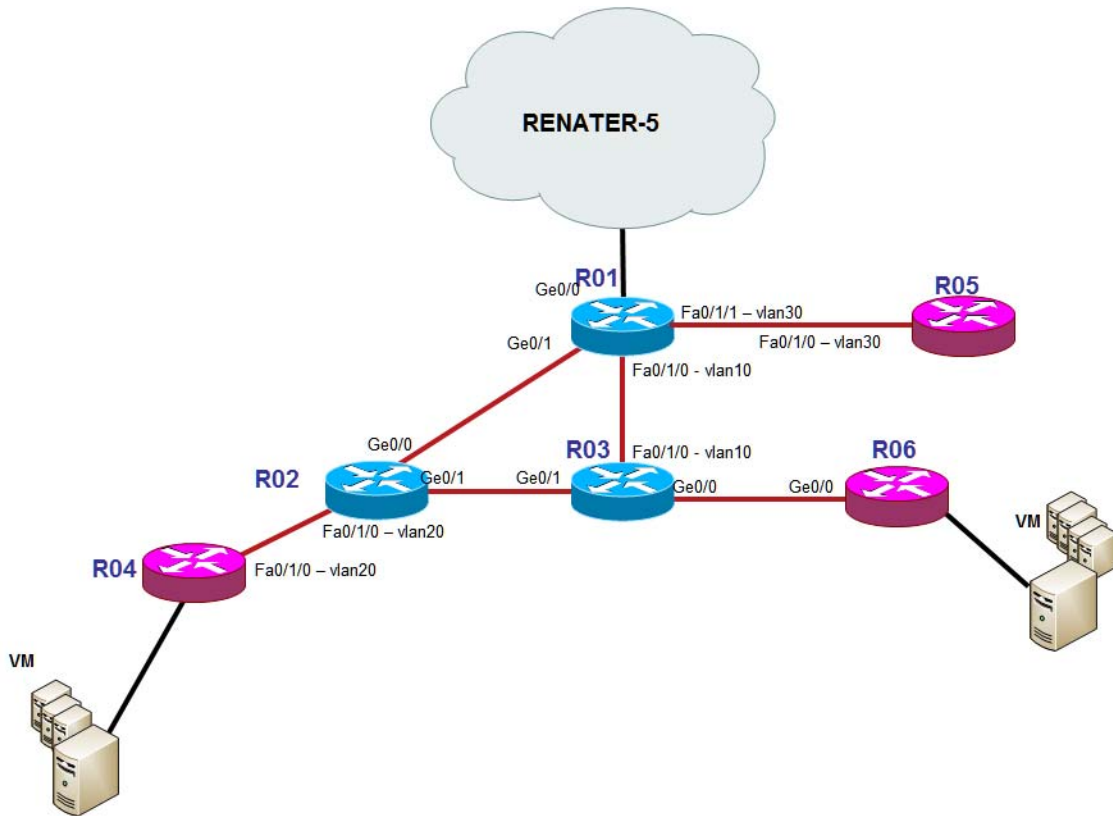 RENATER-5
R01
Ge0/0
R05
Fa0/1/1 – vlan30
Fa0/1/0 – vlan30
Ge0/1
Fa0/1/0 - vlan10
Ge0/0
R03
Fa0/1/0 - vlan10
R06
R02
Ge0/1
Ge0/1
Ge0/0
Ge0/0
VM
Fa0/1/0 – vlan20
R04
Fa0/1/0 – vlan20
VM